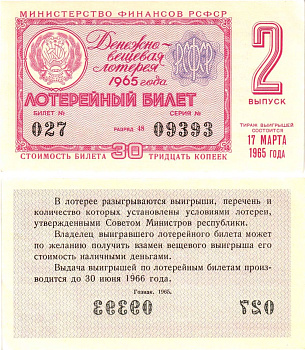 МИНИСТЕРСТВО ФИНАНСОВ РСФСР
Денежно-
вещевая
лотерея
1965 года
РСФСР
ЛОТЕРЕЙНЫЙ БИЛЕТ
БИЛЕТ № СЕРИЯ №
027 РАЗРЯД 48 09393
СТОИМОСТЬ БИЛЕТА 30 ТРИДЦАТЬ КОПЕЕК
2
ВЫПУСК
ТИРАЖ ВЫИГРЫШЕЙ
СОСТОИТСЯ
17 МАРТА
1965 ГОДА
В лотерее разыгрываются выигрыши, перечень и
количество которых установлены условиями лотереи,
утвержденными Советом Министров республики.
Владелец выигравшего лотерейного билета может
по желанию получить взамен вещевого выигрыша его
стоимость наличными деньгами.
Выдача выигрышей по лотерейным билетам произ-
водится до 30 июня 1966 года.
Гознак. 1965.
09393 027